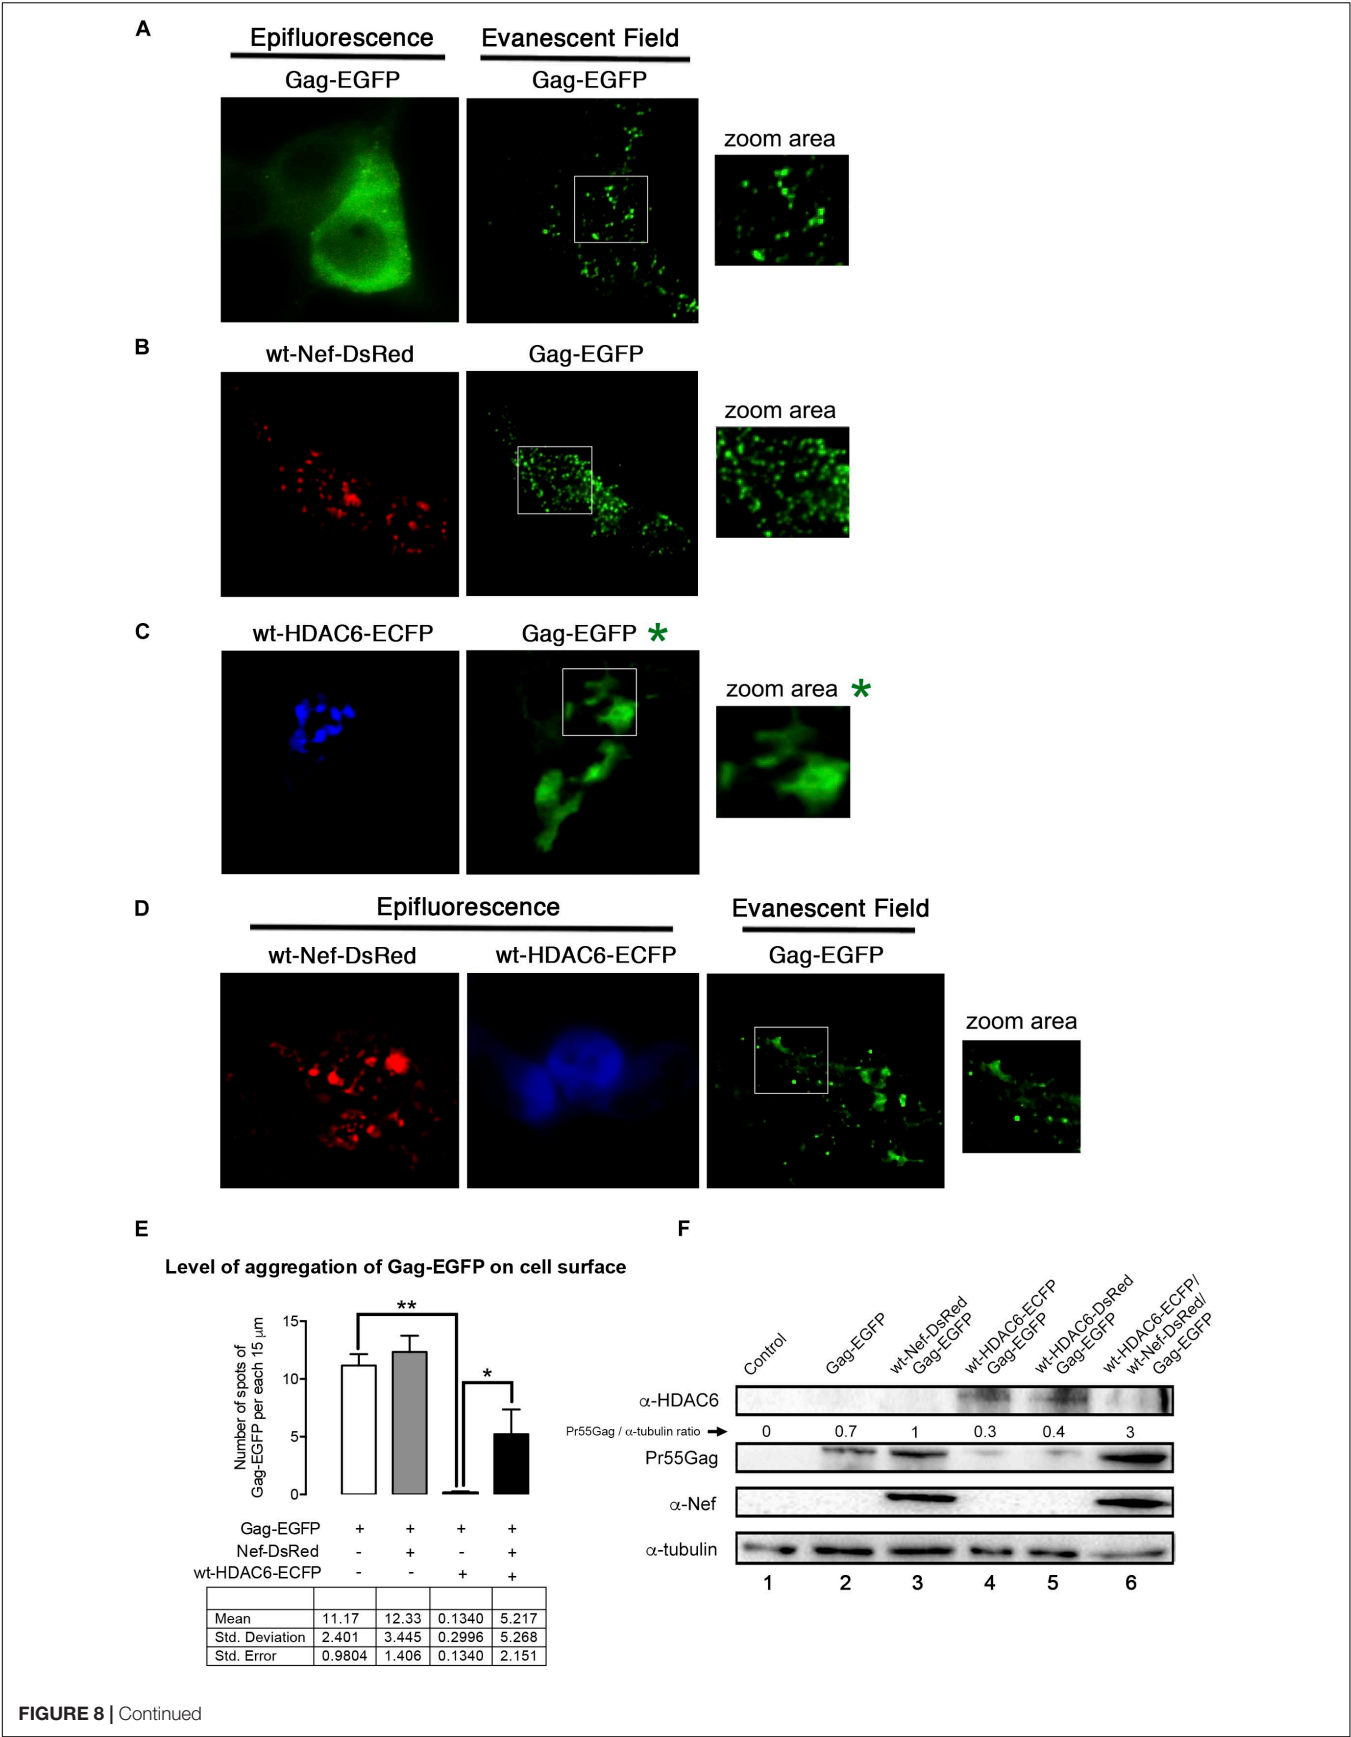 A
Epifluorescence
Evanescent Field
Gag-EGFP
Gag-EGFP
zoom area
B
wt-Nef-DsRed
Gag-EGFP
zoom area
C
wt-HDAC6-ECFP
Gag-EGFP *
zoom area *
D
Epifluorescence
Evanescent Field
wt-Nef-DsRed
wt-HDAC6-ECFP
Gag-EGFP
zoom area
E
Level of aggregation of Gag-EGFP on cell surface
Number of spots of
Gag-EGFP per each 15 µm
15
10
5
0
**
*
Gag-EGFP + + + +
Nef-DsRed - + - +
wt-HDAC6-ECFP - - + +
Mean 11.17 12.33 0.1340 5.217
Std. Deviation 2.401 3.445 0.2996 5.268
Std. Error 0.9804 1.406 0.1340 2.151
F
Control
Gag-EGFP
wt-Nef-DsRed
Gag-EGFP
wt-HDAC6-ECFP
Gag-EGFP
wt-HDAC6-DsRed
Gag-EGFP
wt-HDAC6-ECFP/
wt-Nef-DsRed/
Gag-EGFP
α-HDAC6
Pr55Gag / α-tubulin ratio → 0 0.7 1 0.3 0.4 3
Pr55Gag
α-Nef
α-tubulin
1 2 3 4 5 6
FIGURE 8 | Continued